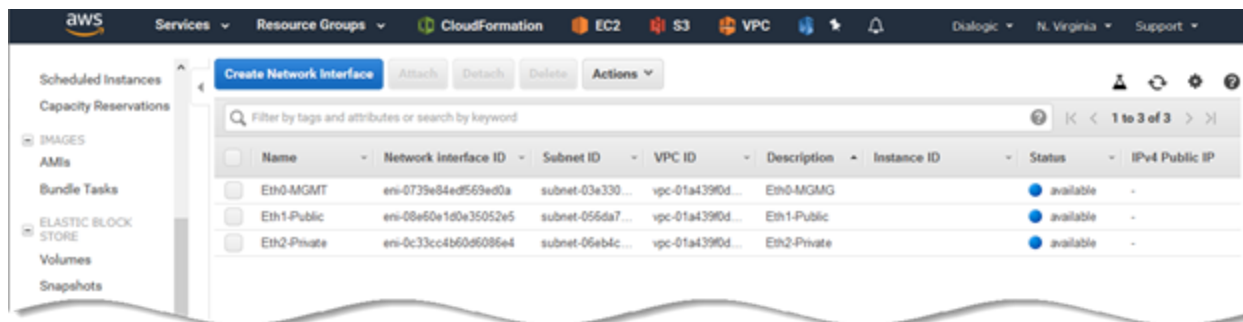 aws Services Resource Groups CloudFormation EC2 S3 VPC Dialogic N. Virginia Support
Scheduled Instances
Capacity Reservations
IMAGES
AMIs
Bundle Tasks
ELASTIC BLOCK
STORE
Volumes
Snapshots
Create Network Interface Attach Detach Delete Actions
Filter by tags and attributes or search by keyword 1 to 3 of 3
Name Network interface ID Subnet ID VPC ID Description Instance ID Status IPv4 Public IP
Eth0-MGMT eni-0739e84edf569ed0a subnet-03e330... vpc-01a439f0d... Eth0-MGMG available -
Eth1-Public eni-08e60e1d0e35052e5 subnet-056da7... vpc-01a439f0d... Eth1-Public available -
Eth2-Private eni-0c33cc4b60d6086e4 subnet-06eb4c... vpc-01a439f0d... Eth2-Private available -